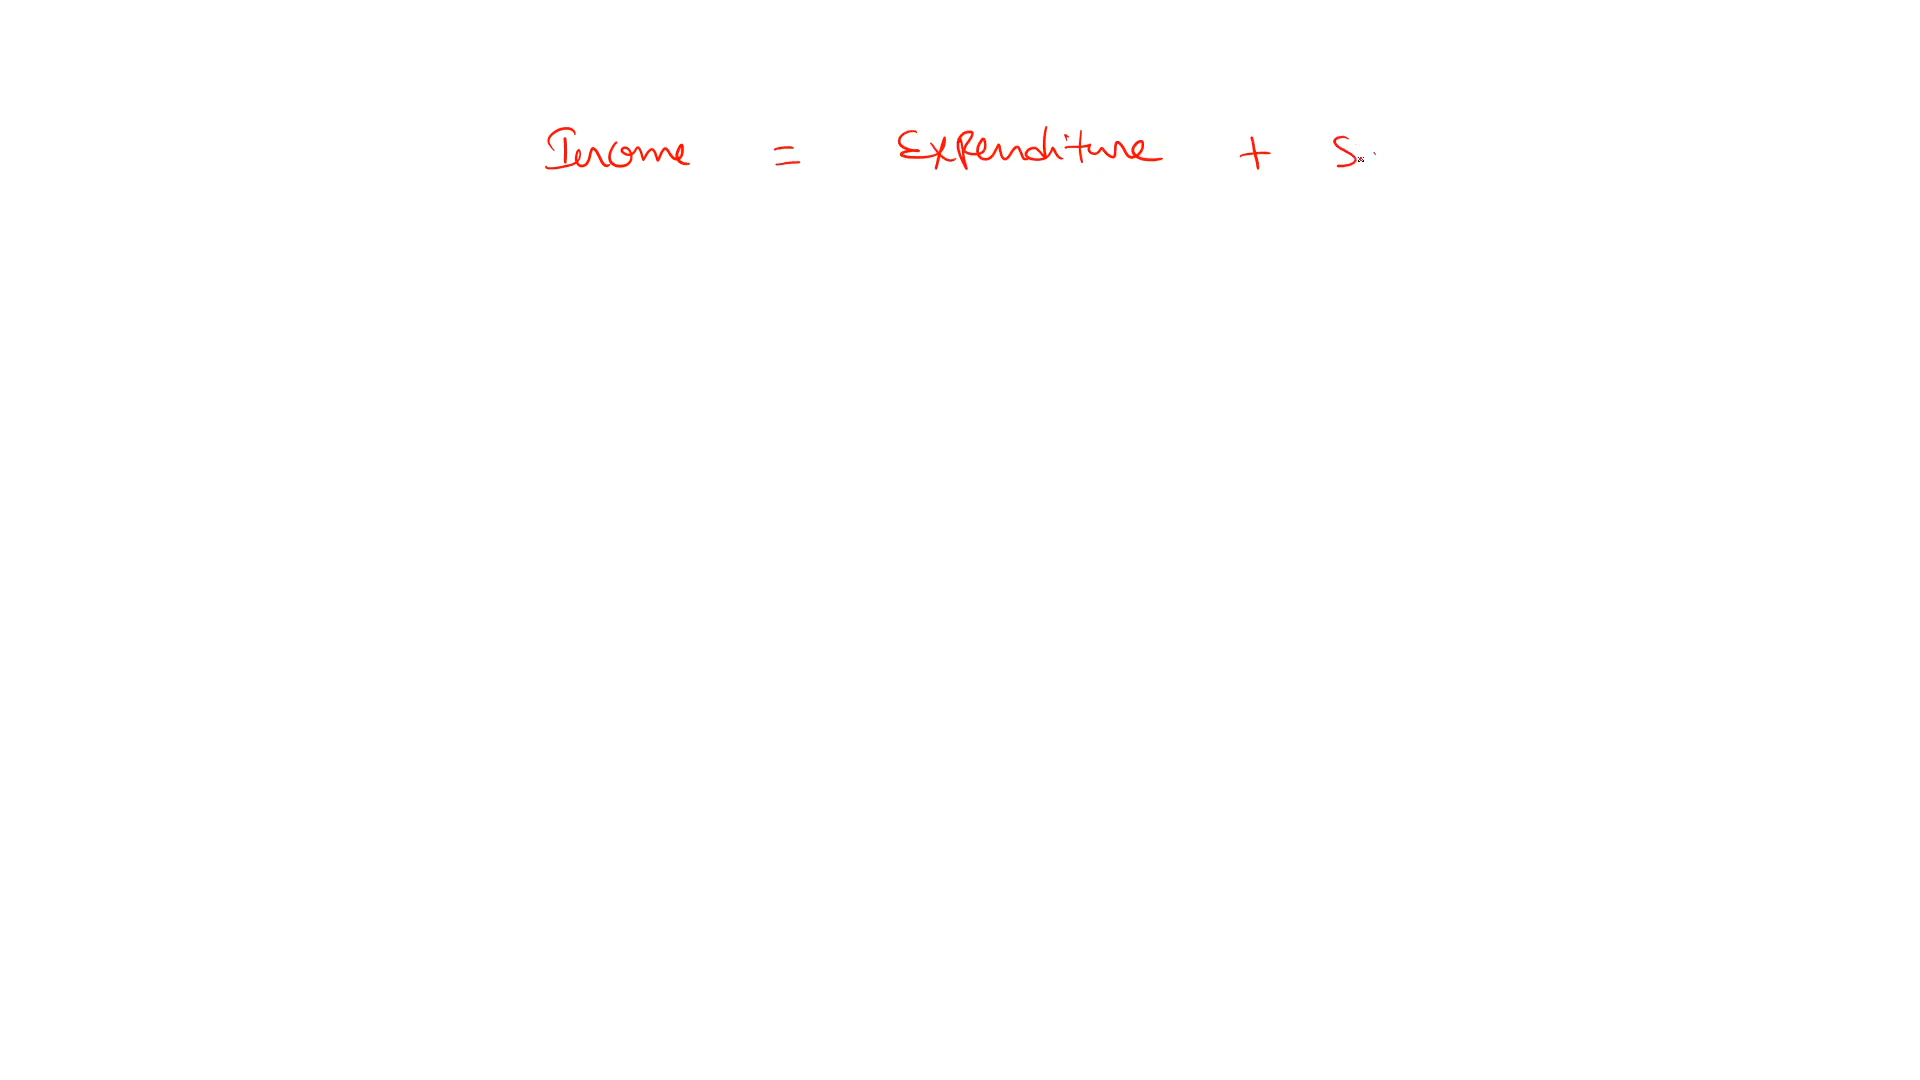 Income = Expenditure + S